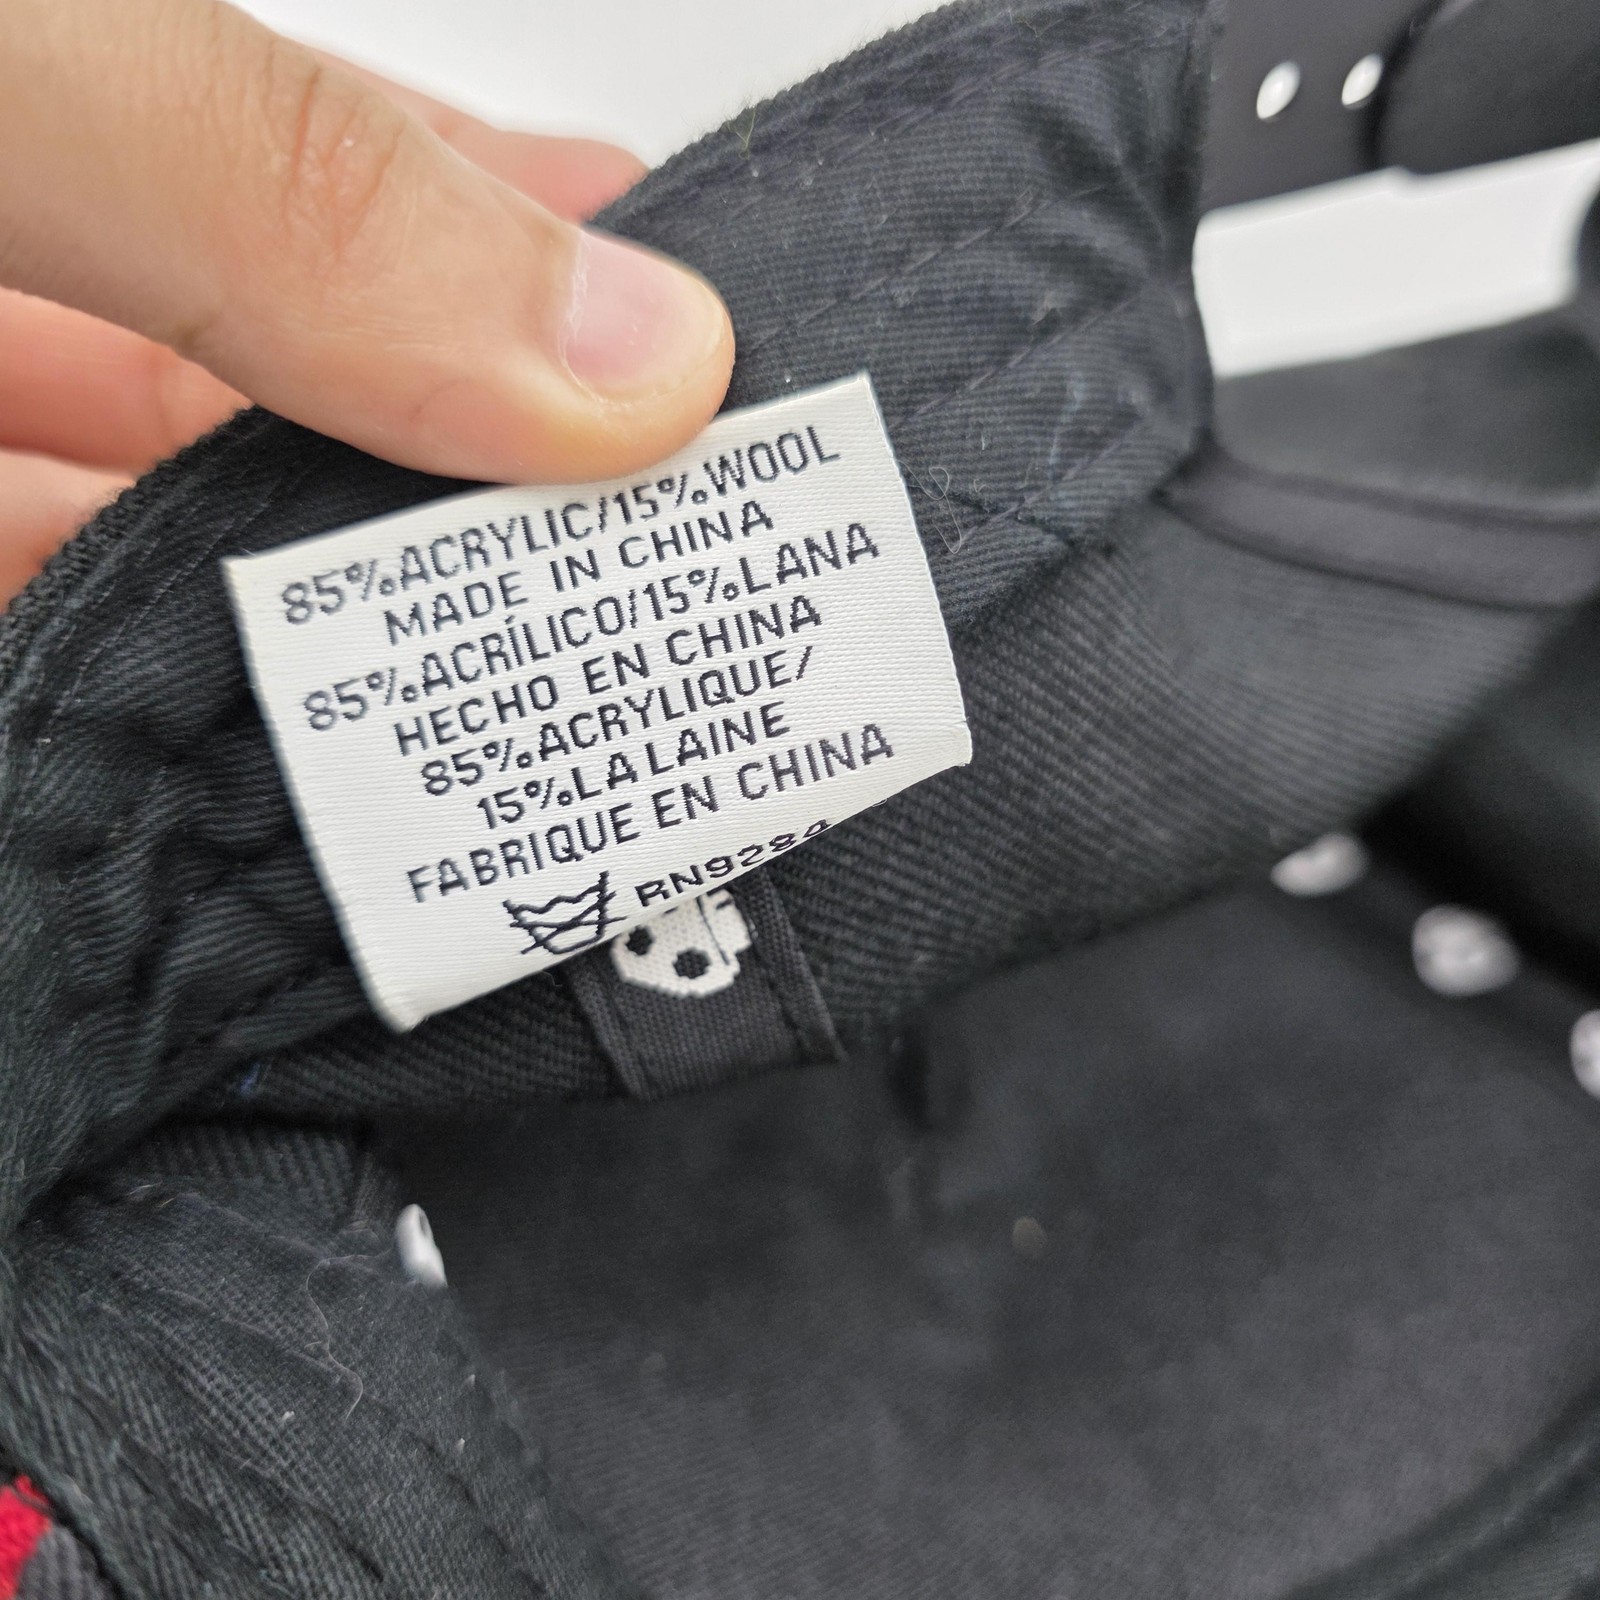 85%ACRYLIC/15%WOOL
MADE IN CHINA
85%ACRÍLICO/15%LANA
HECHO EN CHINA
85%ACRYLIQUE/
15%LA LAINE
FABRIQUE EN CHINA